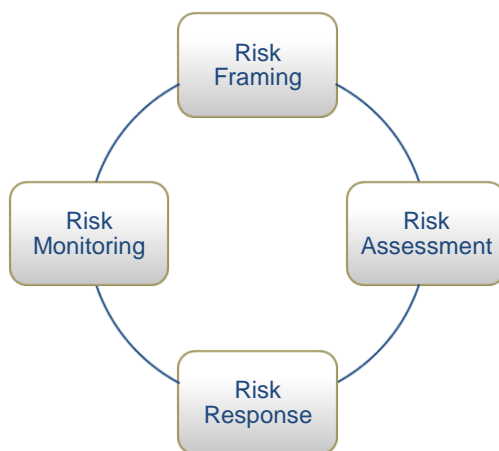 Risk
Framing
Risk
Assessment
Risk
Response
Risk
Monitoring